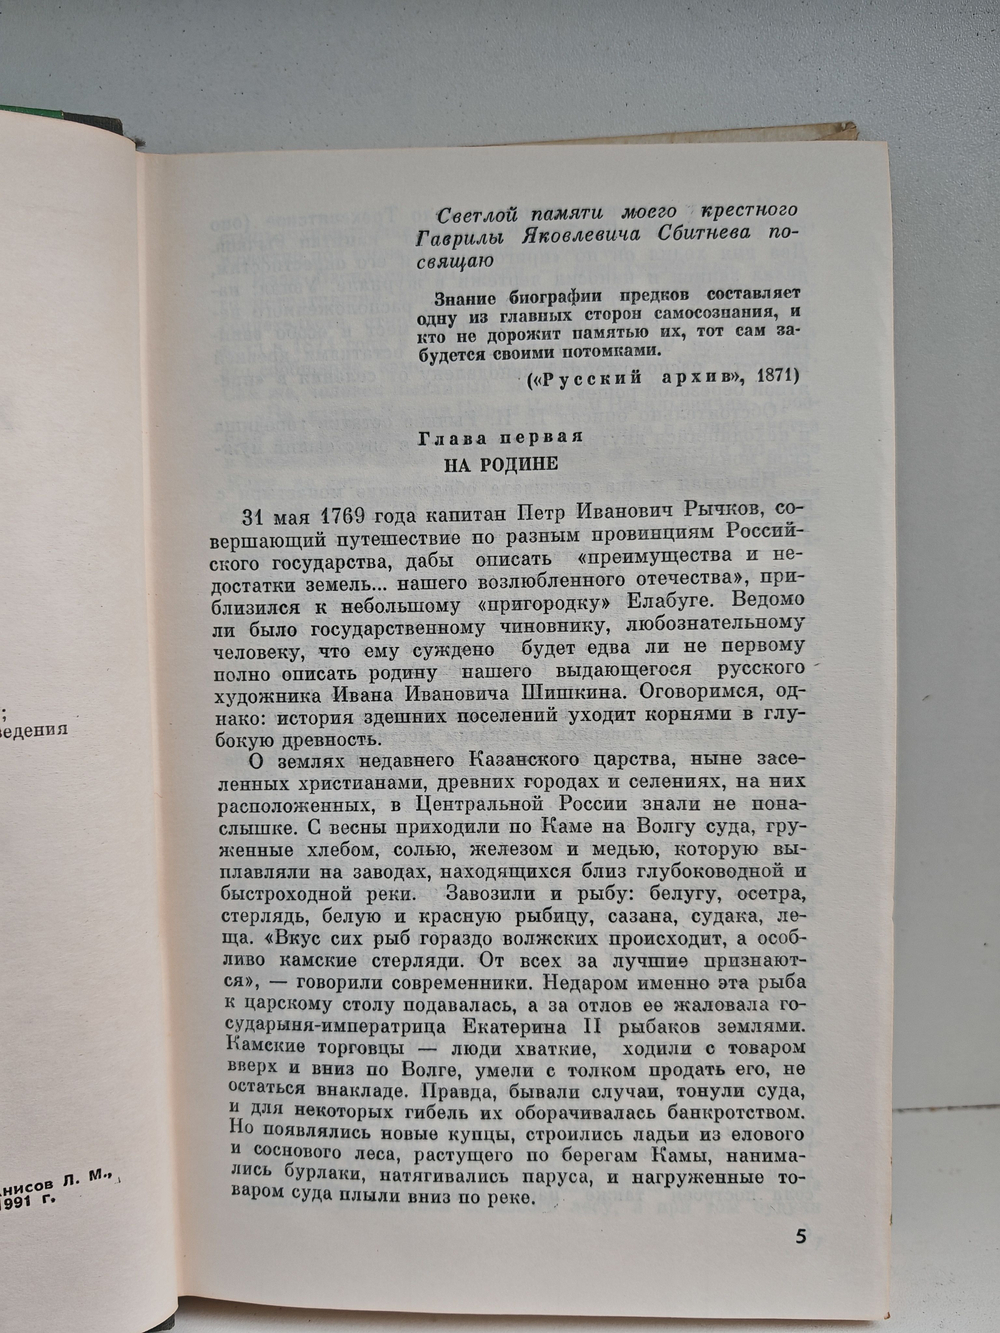 ;
ведения
Анисов Л. М.,
1991 г.
Светлой памяти моего крестного
Гаврилы Яковлевича Сбитнева по-
свящаю
Знание биографии предков составляет
одну из главных сторон самосознания, и
кто не дорожит памятью их, тот сам за-
будется своими потомками.
(«Русский архив», 1871)
Глава первая
НА РОДИНЕ
31 мая 1769 года капитан Петр Иванович Рычков, со-
вершающий путешествие по разным провинциям Россий-
ского государства, дабы описать «преимущества и не-
достатки земель... нашего возлюбленного отечества», при-
близился к небольшому «пригородку» Елабуге. Ведомо
ли было государственному чиновнику, любознательному
человеку, что ему суждено будет едва ли не первому
полно описать родину нашего выдающегося русского
художника Ивана Ивановича Шишкина. Оговоримся, од-
нако: история здешних поселений уходит корнями в глу-
бокую древность.
О землях недавнего Казанского царства, ныне засе-
ленных христианами, древних городах и селениях, на них
расположенных, в Центральной России знали не пона-
слышке. С весны приходили по Каме на Волгу суда, гру-
женные хлебом, солью, железом и медью, которую вы-
плавляли на заводах, находящихся близ глубоководной и
быстроходной реки. Завозили и рыбу: белугу, осетра,
стерлядь, белую и красную рыбицу, сазана, судака, ле-
ща. «Вкус сих рыб гораздо волжских происходит, а особ-
ливо камские стерляди. От всех за лучшие признают-
ся», — говорили современники. Недаром именно эта рыба
к царскому столу подавалась, а за отлов ее жаловала го-
сударыня-императрица Екатерина II рыбаков землями.
Камские торговцы — люди хваткие, ходили с товаром
вверх и вниз по Волге, умели с толком продать его, не
остаться внакладе. Правда, бывали случаи, тонули суда,
и для некоторых гибель их оборачивалась банкротством.
Но появлялись новые купцы, строились ладьи из елового
и соснового леса, растущего по берегам Камы, нанима-
лись бурлаки, натягивались паруса, и нагруженные то-
варом суда плыли вниз по реке.
5